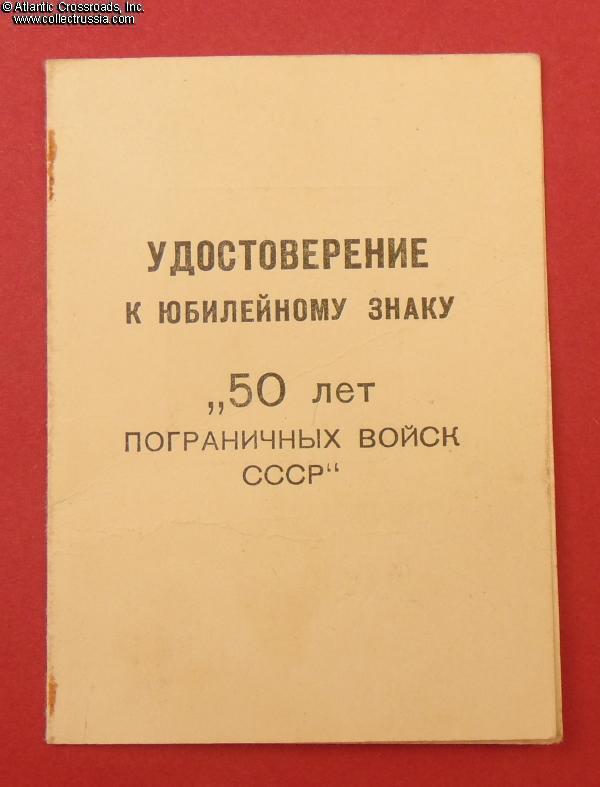 © Atlantic Crossroads, Inc.
www.collectrussia.com
УДОСТОВЕРЕНИЕ
К ЮБИЛЕЙНОМУ ЗНАКУ
„50 лет
ПОГРАНИЧНЫХ ВОЙСК
СССР“